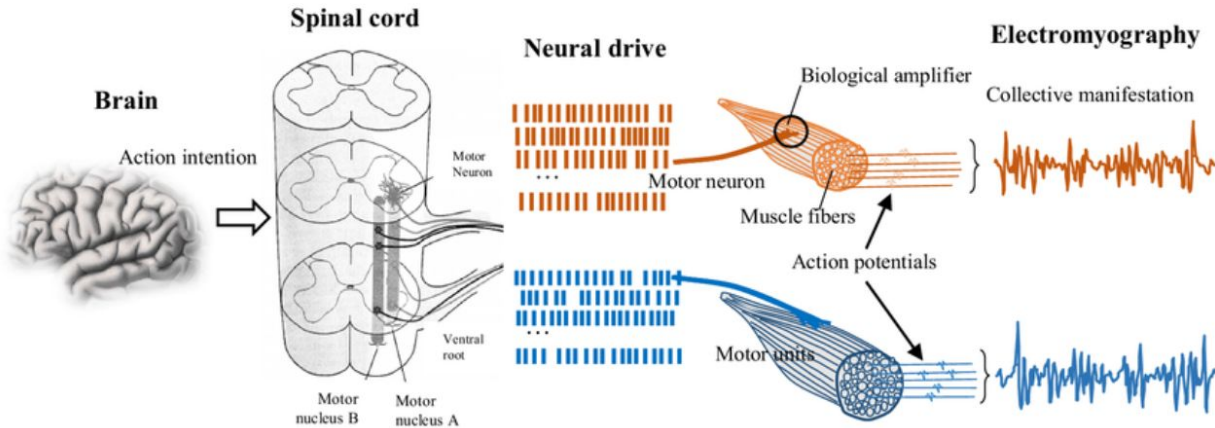 Brain
Action intention
Spinal cord
Motor
Neuron
Ventral
root
Motor
nucleus B
Motor
nucleus A
Neural drive
...
Motor neuron
...
Biological amplifier
Muscle fibers
Action potentials
Motor units
Electromyography
Collective manifestation